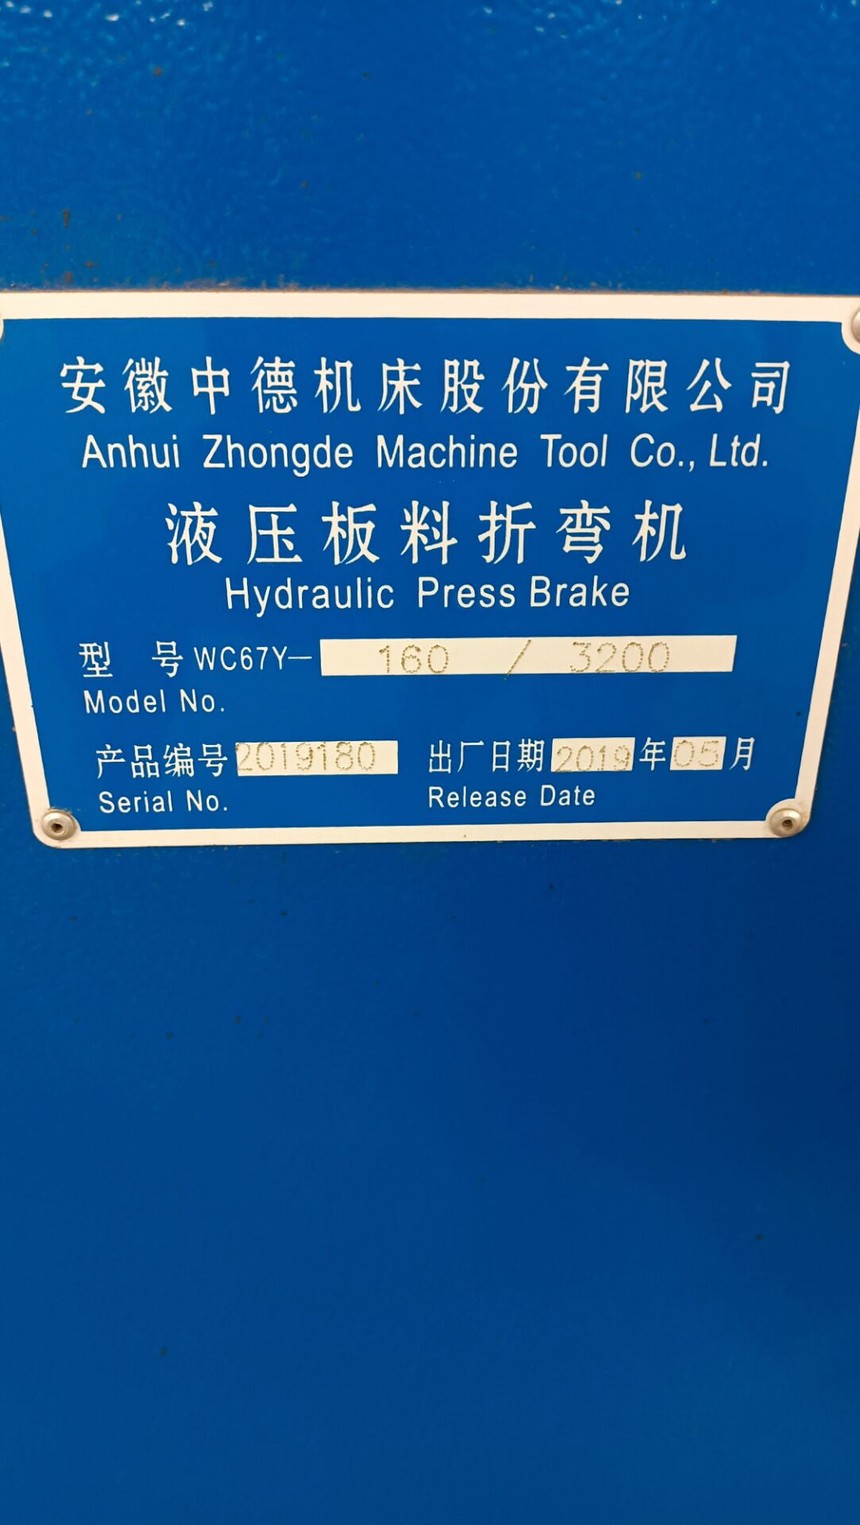 安徽中德机床股份有限公司
Anhui Zhongde Machine Tool Co., Ltd.
液压板料折弯机
Hydraulic Press Brake
型 号 WC67Y— 160 / 3200
Model No.
产品编号 2019180 出厂日期 2019 年 05 月
Serial No. Release Date